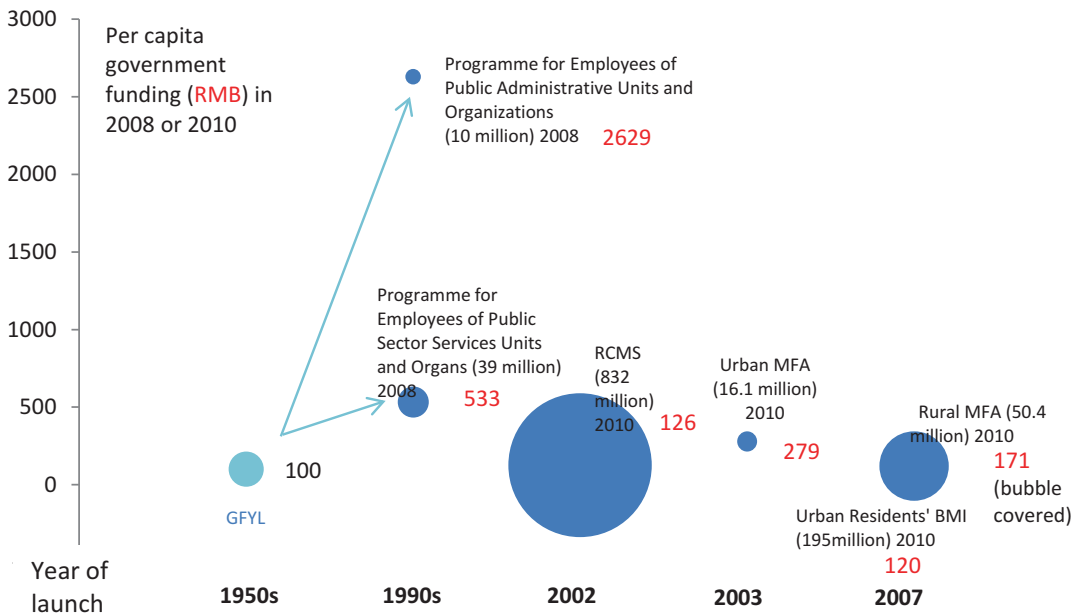 3000
2500
2000
1500
1000
500
0
Per capita
government
funding (RMB) in
2008 or 2010
Programme for Employees of
Public Administrative Units and
Organizations
(10 million) 2008
2629
Programme for
Employees of Public
Sector Services Units
and Organs (39 million)
2008
533
RCMS
(832
million)
2010
126
Urban MFA
(16.1 million)
2010
279
Rural MFA (50.4
million) 2010
171
(bubble
covered)
100
GFYL
Urban Residents' BMI
(195million) 2010
120
Year of
launch
1950s
1990s
2002
2003
2007